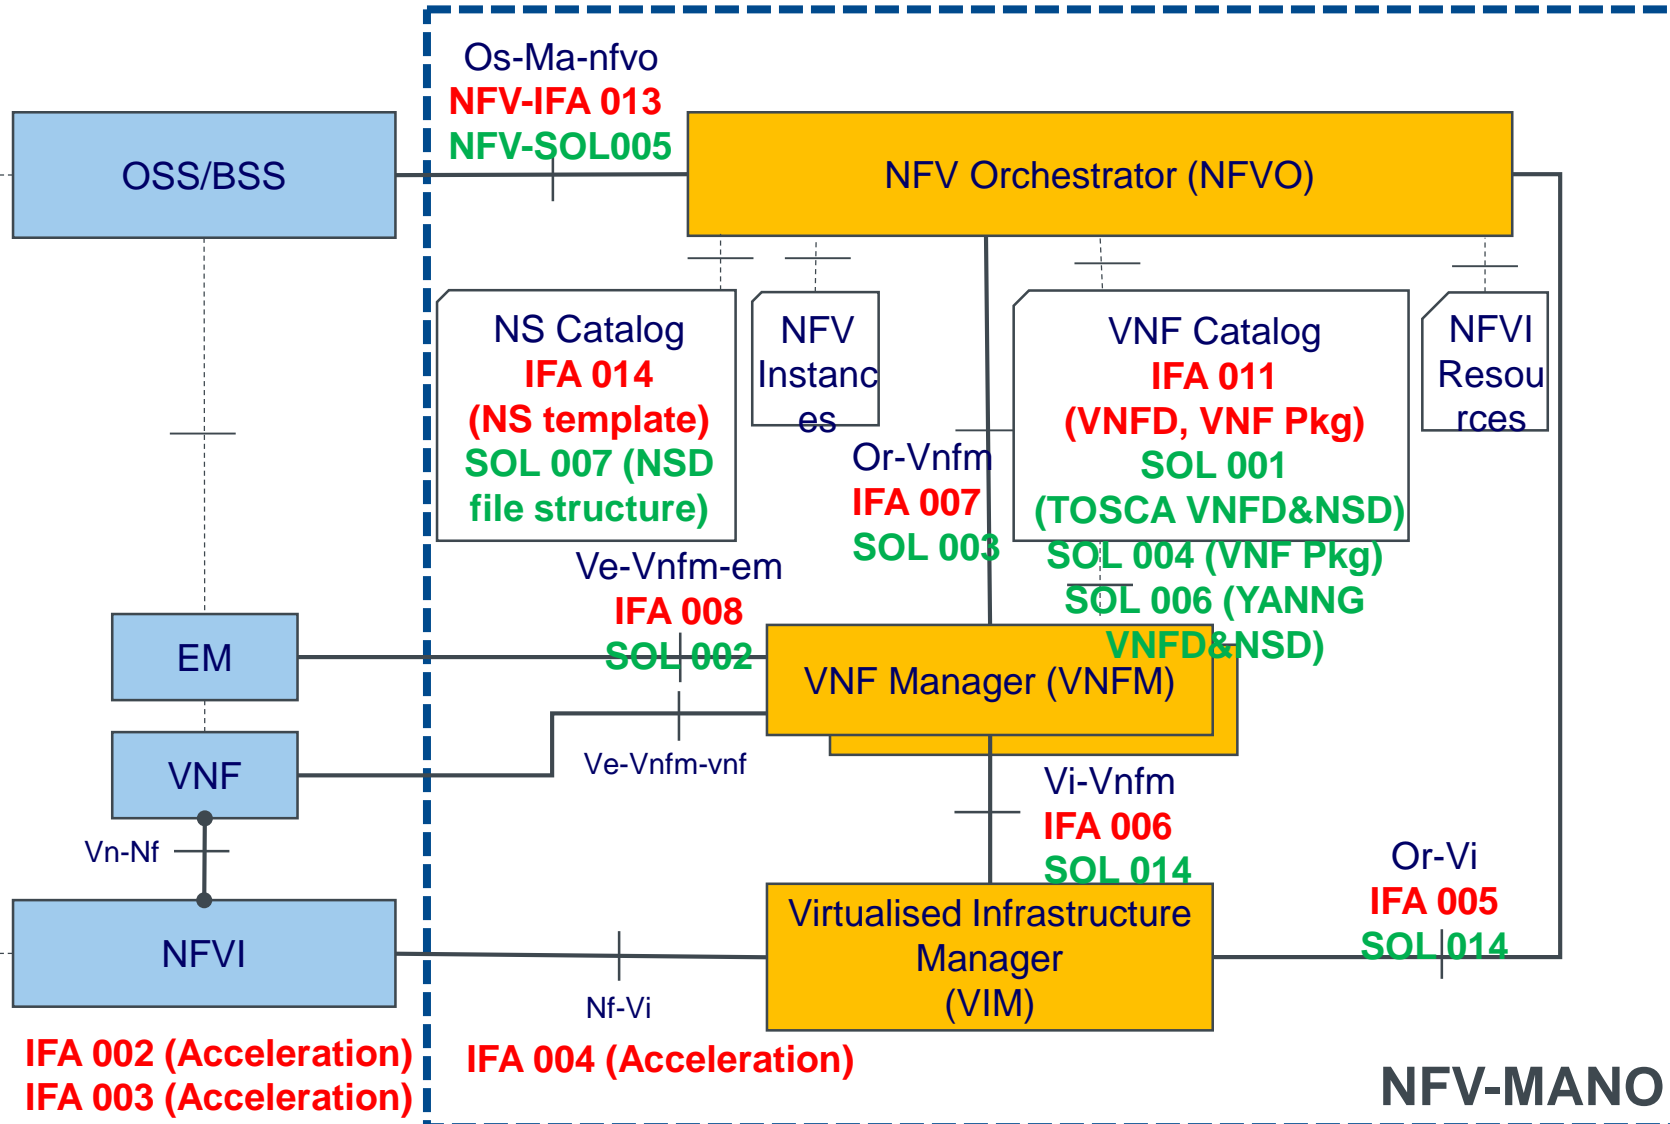 Os-Ma-nfvo
NFV-IFA 013
NFV-SOL005
OSS/BSS
NFV Orchestrator (NFVO)
NS Catalog
IFA 014
(NS template)
SOL 007 (NSD
file structure)
NFV
Instanc
es
VNF Catalog
IFA 011
(VNFD, VNF Pkg)
SOL 001
(TOSCA VNFD&NSD)
SOL 004 (VNF Pkg)
SOL 006 (YANNG
VNFD&NSD)
NFVI
Resou
rces
Or-Vnfm
IFA 007
SOL 003
Ve-Vnfm-em
IFA 008
SOL 002
EM
VNF Manager (VNFM)
VNF
Ve-Vnfm-vnf
Vi-Vnfm
IFA 006
SOL 014
Vn-Nf
Or-Vi
IFA 005
SOL 014
NFVI
Virtualised Infrastructure
Manager
(VIM)
Nf-Vi
IFA 002 (Acceleration)
IFA 003 (Acceleration)
IFA 004 (Acceleration)
NFV-MANO